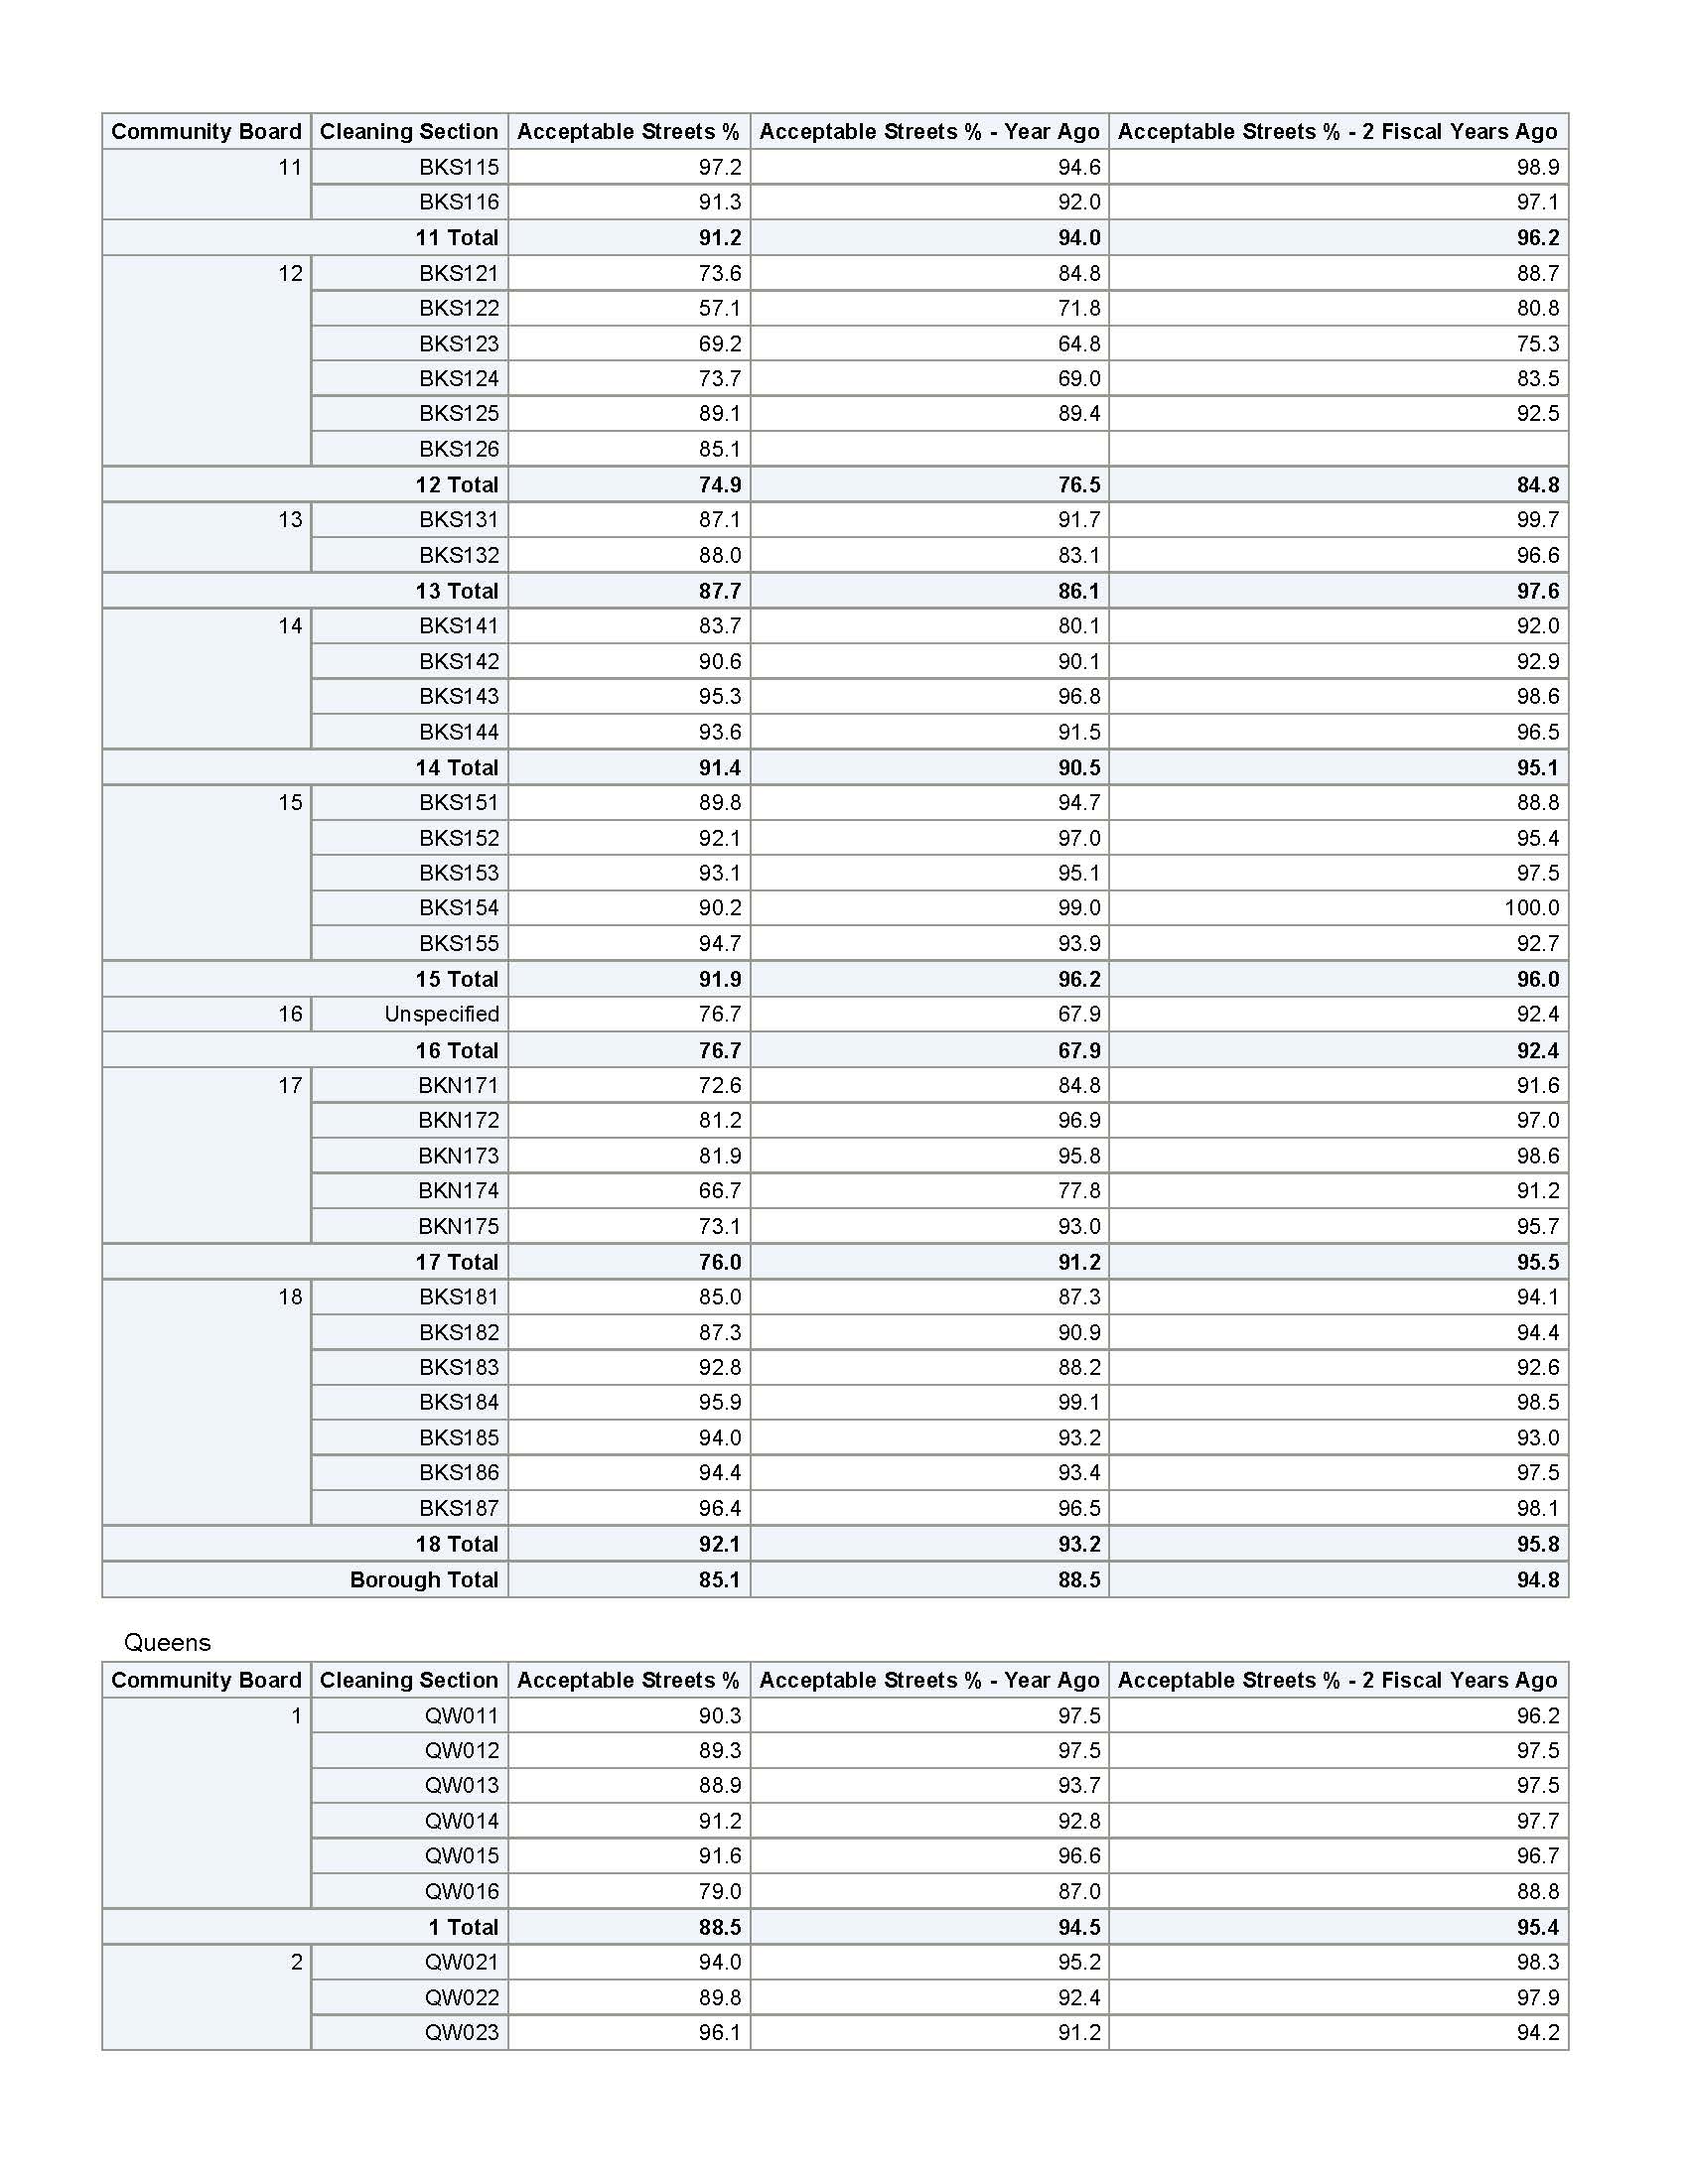 Community Board Cleaning Section Acceptable Streets % Acceptable Streets % - Year Ago Acceptable Streets % - 2 Fiscal Years Ago
11 BKS115 97.2 94.6 98.9
BKS116 91.3 92.0 97.1
11 Total 91.2 94.0 96.2
12 BKS121 73.6 84.8 88.7
BKS122 57.1 71.8 80.8
BKS123 69.2 64.8 75.3
BKS124 73.7 69.0 83.5
BKS125 89.1 89.4 92.5
BKS126 85.1
12 Total 74.9 76.5 84.8
13 BKS131 87.1 91.7 99.7
BKS132 88.0 83.1 96.6
13 Total 87.7 86.1 97.6
14 BKS141 83.7 80.1 92.0
BKS142 90.6 90.1 92.9
BKS143 95.3 96.8 98.6
BKS144 93.6 91.5 96.5
14 Total 91.4 90.5 95.1
15 BKS151 89.8 94.7 88.8
BKS152 92.1 97.0 95.4
BKS153 93.1 95.1 97.5
BKS154 90.2 99.0 100.0
BKS155 94.7 93.9 92.7
15 Total 91.9 96.2 96.0
16 Unspecified 76.7 67.9 92.4
16 Total 76.7 67.9 92.4
17 BKN171 72.6 84.8 91.6
BKN172 81.2 96.9 97.0
BKN173 81.9 95.8 98.6
BKN174 66.7 77.8 91.2
BKN175 73.1 93.0 95.7
17 Total 76.0 91.2 95.5
18 BKS181 85.0 87.3 94.1
BKS182 87.3 90.9 94.4
BKS183 92.8 88.2 92.6
BKS184 95.9 99.1 98.5
BKS185 94.0 93.2 93.0
BKS186 94.4 93.4 97.5
BKS187 96.4 96.5 98.1
18 Total 92.1 93.2 95.8
Borough Total 85.1 88.5 94.8
Queens
Community Board Cleaning Section Acceptable Streets % Acceptable Streets % - Year Ago Acceptable Streets % - 2 Fiscal Years Ago
1 QW011 90.3 97.5 96.2
QW012 89.3 97.5 97.5
QW013 88.9 93.7 97.5
QW014 91.2 92.8 97.7
QW015 91.6 96.6 96.7
QW016 79.0 87.0 88.8
1 Total 88.5 94.5 95.4
2 QW021 94.0 95.2 98.3
QW022 89.8 92.4 97.9
QW023 96.1 91.2 94.2